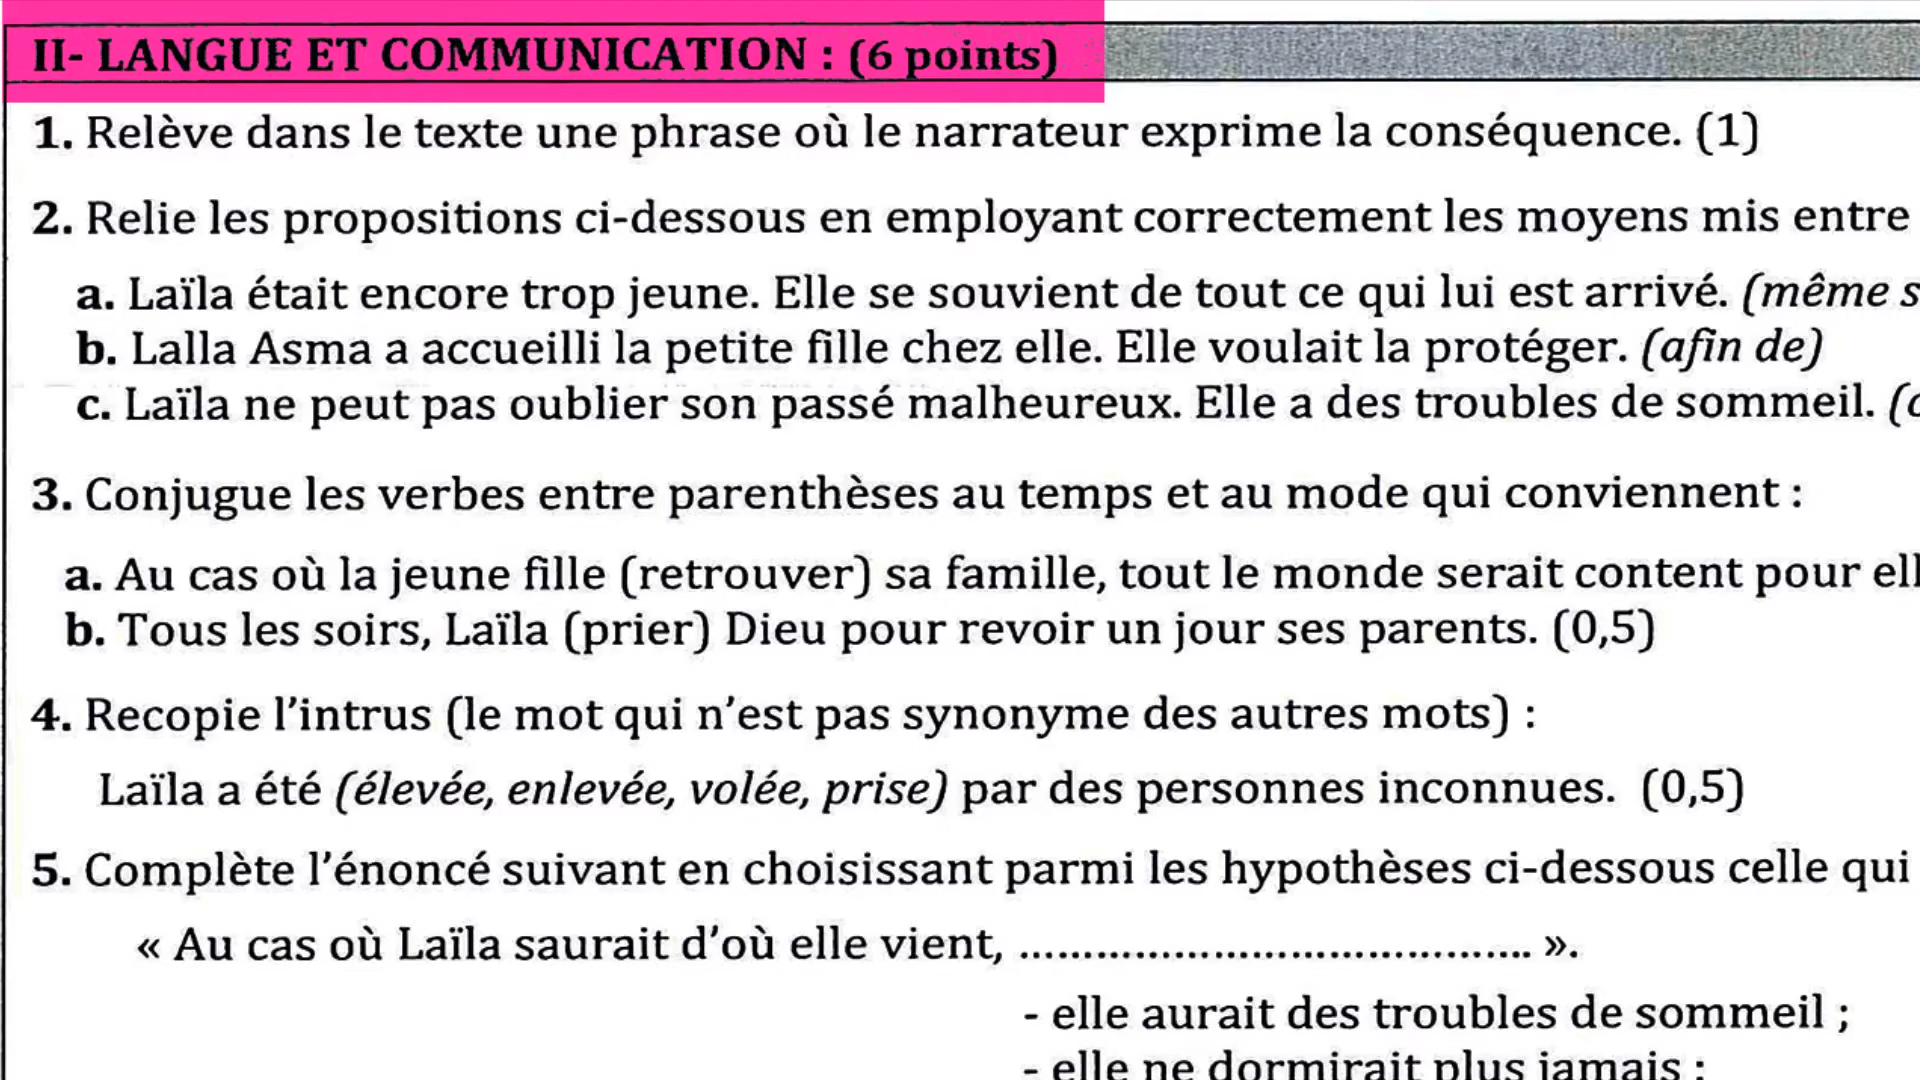 II- LANGUE ET COMMUNICATION : (6 points)
1. Relève dans le texte une phrase où le narrateur exprime la conséquence. (1)
2. Relie les propositions ci-dessous en employant correctement les moyens mis entre
a. Laïla était encore trop jeune. Elle se souvient de tout ce qui lui est arrivé. (même s
b. Lalla Asma a accueilli la petite fille chez elle. Elle voulait la protéger. (afin de)
c. Laïla ne peut pas oublier son passé malheureux. Elle a des troubles de sommeil.
3. Conjugue les verbes entre parenthèses au temps et au mode qui conviennent :
a. Au cas où la jeune fille (retrouver) sa famille, tout le monde serait content pour ell
b. Tous les soirs, Laïla (prier) Dieu pour revoir un jour ses parents. (0,5)
4. Recopie l'intrus (le mot qui n'est pas synonyme des autres mots) :
Laïla a été (élevée, enlevée, volée, prise) par des personnes inconnues. (0,5)
5. Complète l'énoncé suivant en choisissant parmi les hypothèses ci-dessous celle qui
« Au cas où Laïla saurait d'où elle vient, ........................................ ».
- elle aurait des troubles de sommeil ;
- elle ne dormirait plus jamais ;